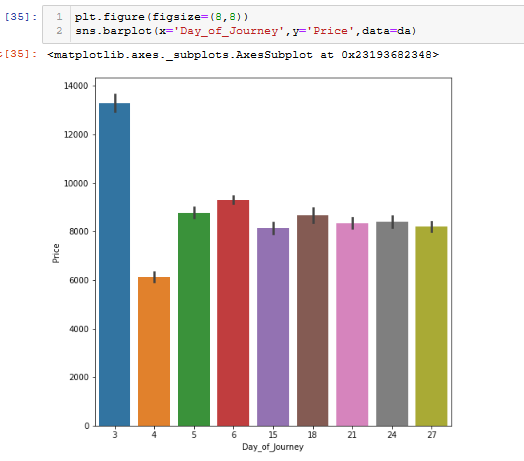 [35]: 1 plt.figure(figsize=(8,8))
2 sns.barplot(x='Day_of_Journey',y='Price',data=da)
t[35]: <matplotlib.axes._subplots.AxesSubplot at 0x23193682348>
14000
12000
10000
8000
6000
4000
2000
0
Price
3 4 5 6 15 18 21 24 27
Day_of_Journey